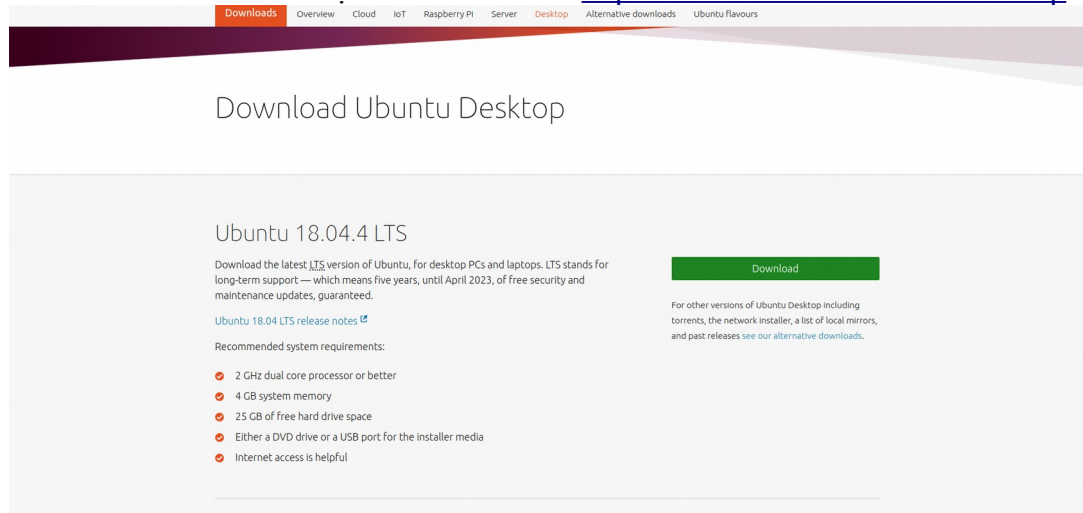 Downloads Overview Cloud IoT Raspberry Pi Server Desktop Alternative downloads Ubuntu flavours
Download Ubuntu Desktop
Ubuntu 18.04.4 LTS
Download the latest LTS version of Ubuntu, for desktop PCs and laptops. LTS stands for
long-term support — which means five years, until April 2023, of free security and
maintenance updates, guaranteed.
Ubuntu 18.04 LTS release notes
Recommended system requirements:
2 GHz dual core processor or better
4 GB system memory
25 GB of free hard drive space
Either a DVD drive or a USB port for the installer media
Internet access is helpful
Download
For other versions of Ubuntu Desktop including
torrents, the network installer, a list of local mirrors,
and past releases see our alternative downloads.